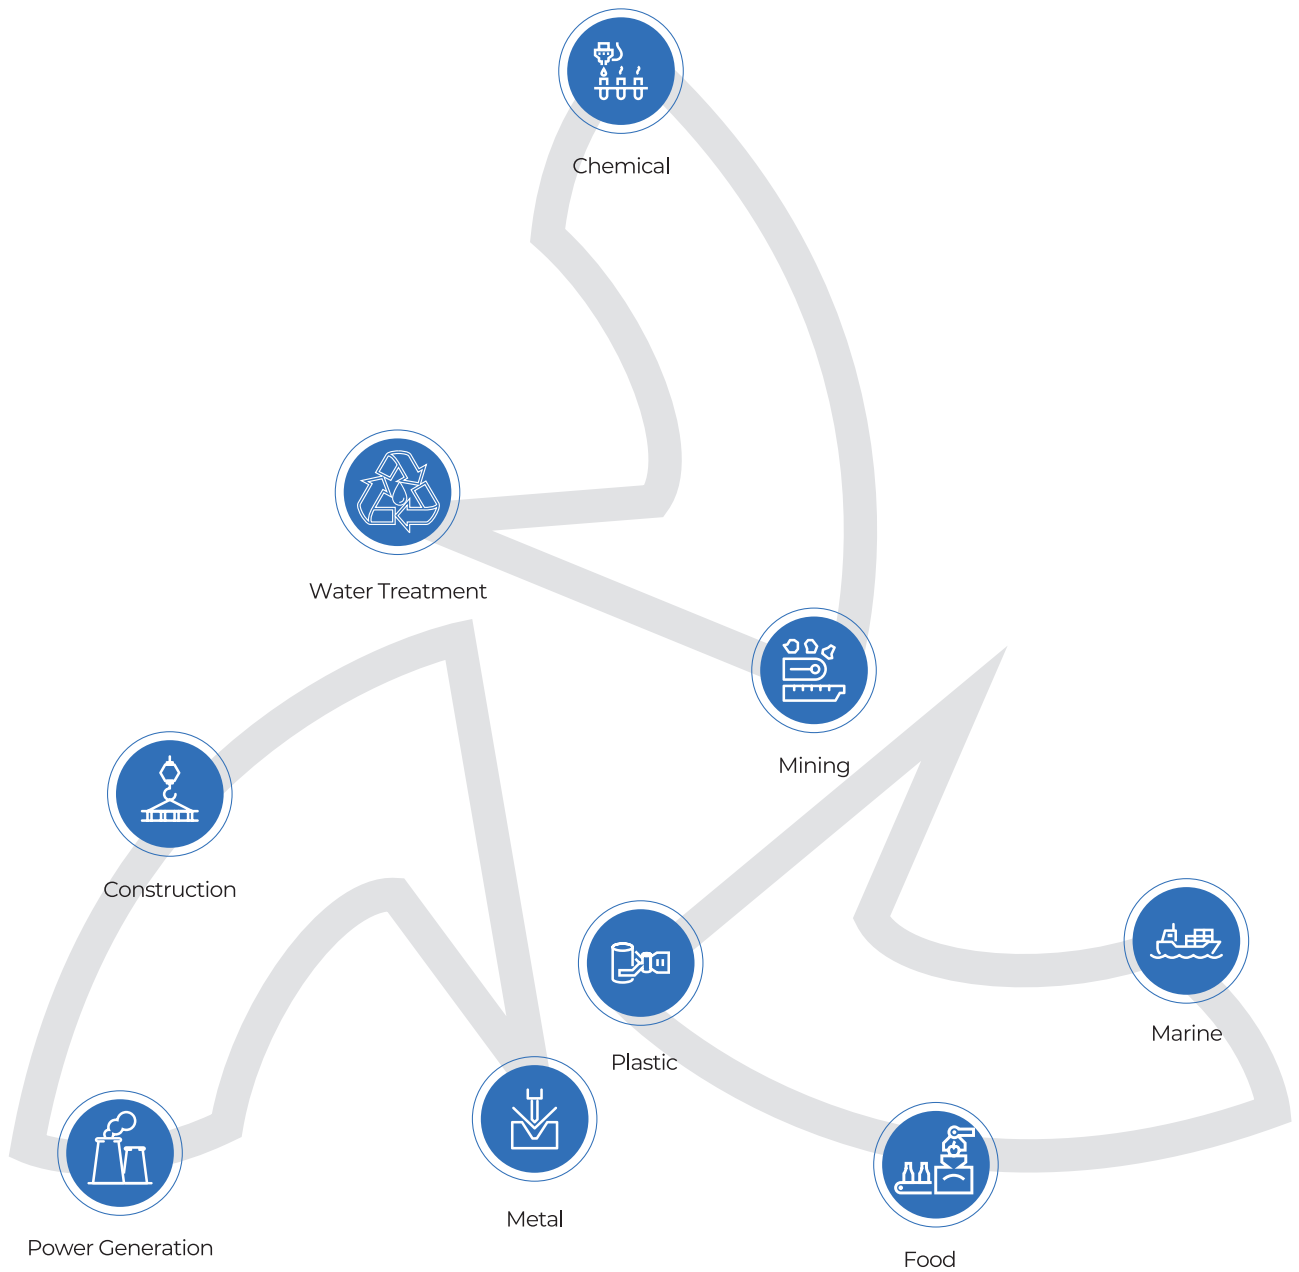 Chemical
Water Treatment
Mining
Construction
Marine
Plastic
Metal
Power Generation
Food